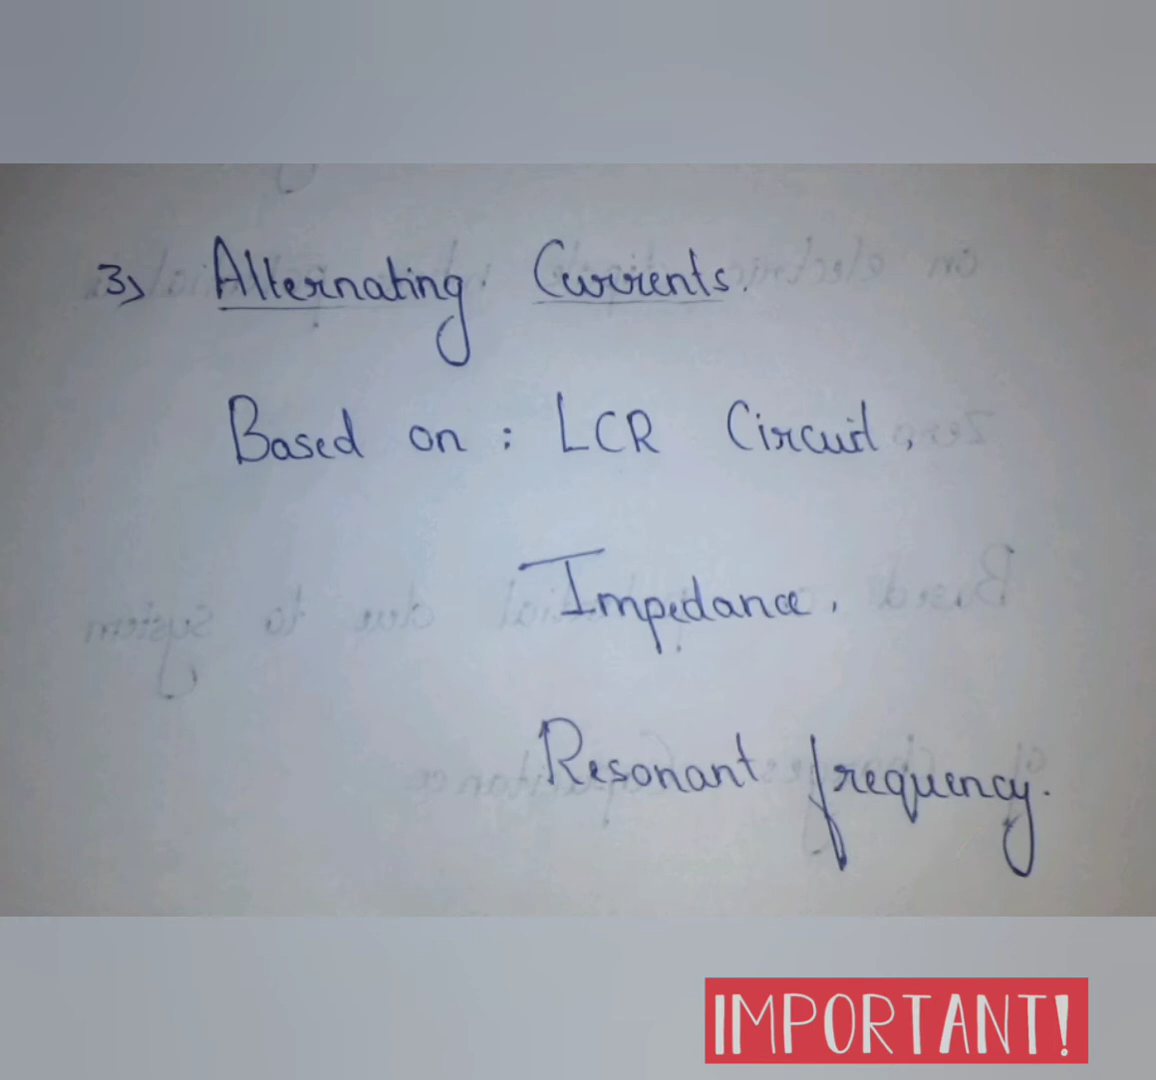 3, Alternating Currents.
Based on : LCR Circuit,
Impedance,
Resonant frequency.
IMPORTANT!